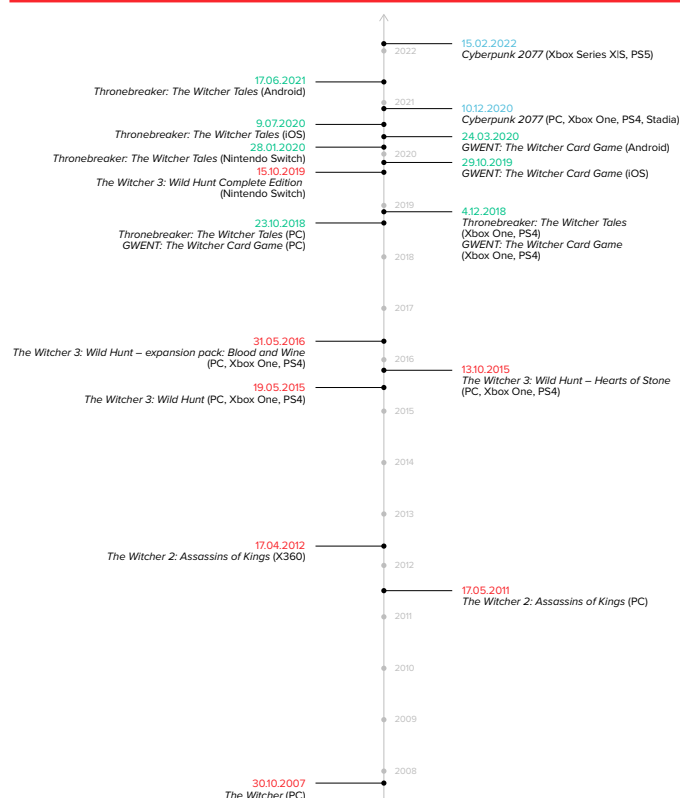 15.02.2022
Cyberpunk 2077 (Xbox Series X|S, PS5)
2022
17.06.2021
Thronebreaker: The Witcher Tales (Android)
2021
10.12.2020
Cyberpunk 2077 (PC, Xbox One, PS4, Stadia)
9.07.2020
Thronebreaker: The Witcher Tales (iOS)
24.03.2020
GWENT: The Witcher Card Game (Android)
28.01.2020
Thronebreaker: The Witcher Tales (Nintendo Switch)
2020
29.10.2019
GWENT: The Witcher Card Game (iOS)
15.10.2019
The Witcher 3: Wild Hunt Complete Edition
(Nintendo Switch)
2019
4.12.2018
Thronebreaker: The Witcher Tales
(Xbox One, PS4)
GWENT: The Witcher Card Game
(Xbox One, PS4)
23.10.2018
Thronebreaker: The Witcher Tales (PC)
GWENT: The Witcher Card Game (PC)
2018
2017
31.05.2016
The Witcher 3: Wild Hunt – expansion pack: Blood and Wine
(PC, Xbox One, PS4)
2016
13.10.2015
The Witcher 3: Wild Hunt – Hearts of Stone
(PC, Xbox One, PS4)
19.05.2015
The Witcher 3: Wild Hunt (PC, Xbox One, PS4)
2015
2014
2013
17.04.2012
The Witcher 2: Assassins of Kings (X360)
2012
17.05.2011
The Witcher 2: Assassins of Kings (PC)
2011
2010
2009
2008
30.10.2007
The Witcher (PC)